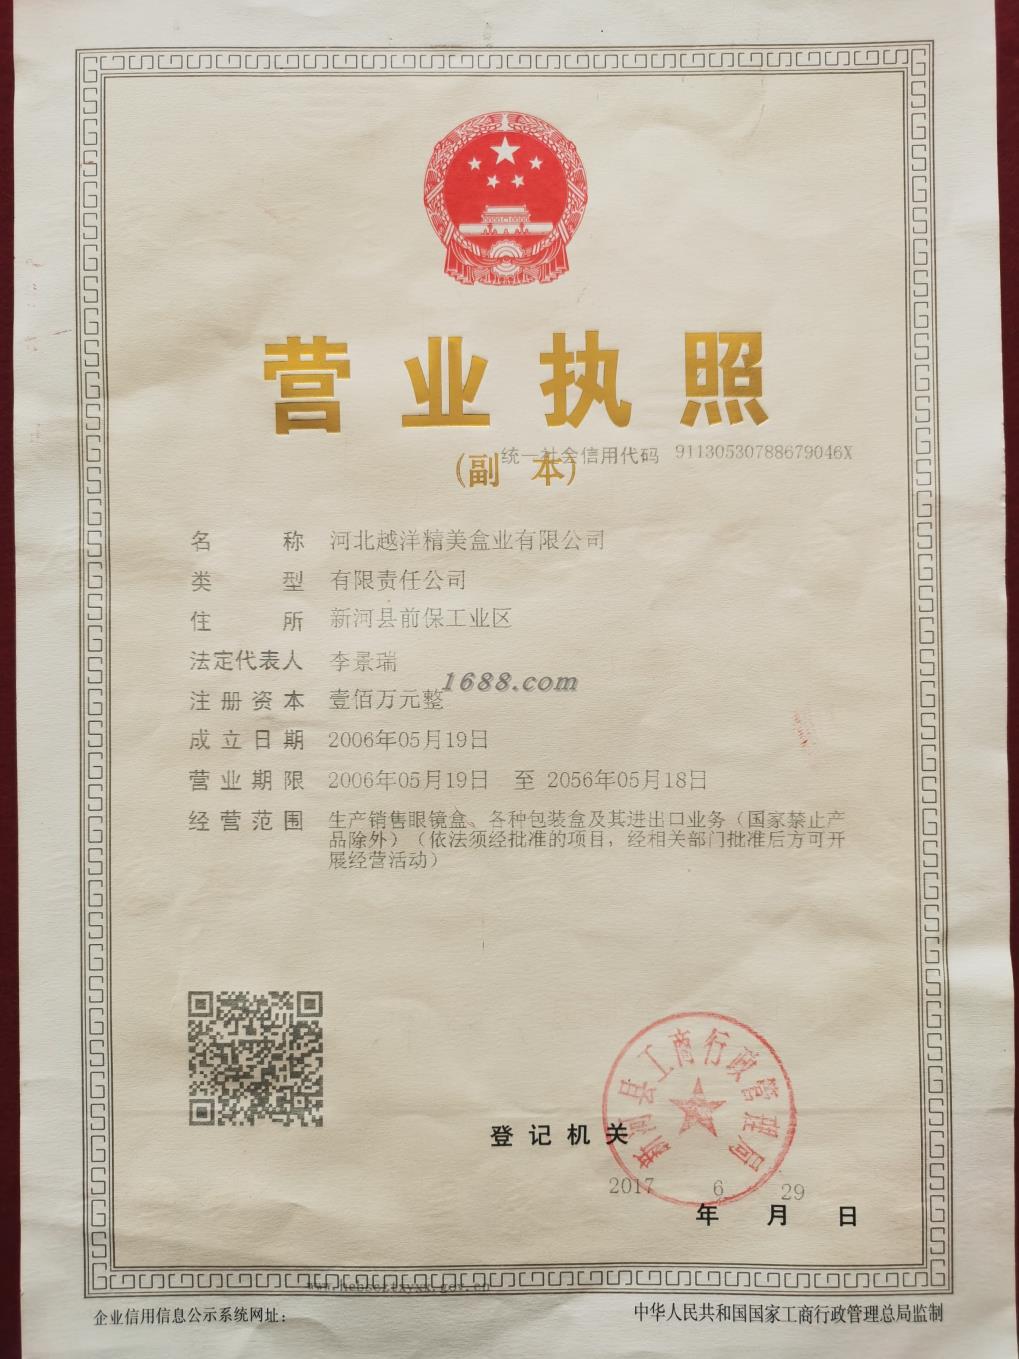 营业执照
(副 本)
统一社会信用代码 91130530788679046X
名称 河北越洋精美盒业有限公司
类型 有限责任公司
住所 新河县前保工业区
法定代表人 李景瑞
1688.com
注册资本 壹佰万元整
成立日期 2006年05月19日
营业期限 2006年05月19日 至 2056年05月18日
经营范围 生产销售眼镜盒、各种包装盒及其进出口业务（国家禁止产
品除外）（依法须经批准的项目，经相关部门批准后方可开
展经营活动）
新河县工商行政管理局
登记机关
2017 6 29
年 月 日
企业信用信息公示系统网址：
中华人民共和国国家工商行政管理总局监制